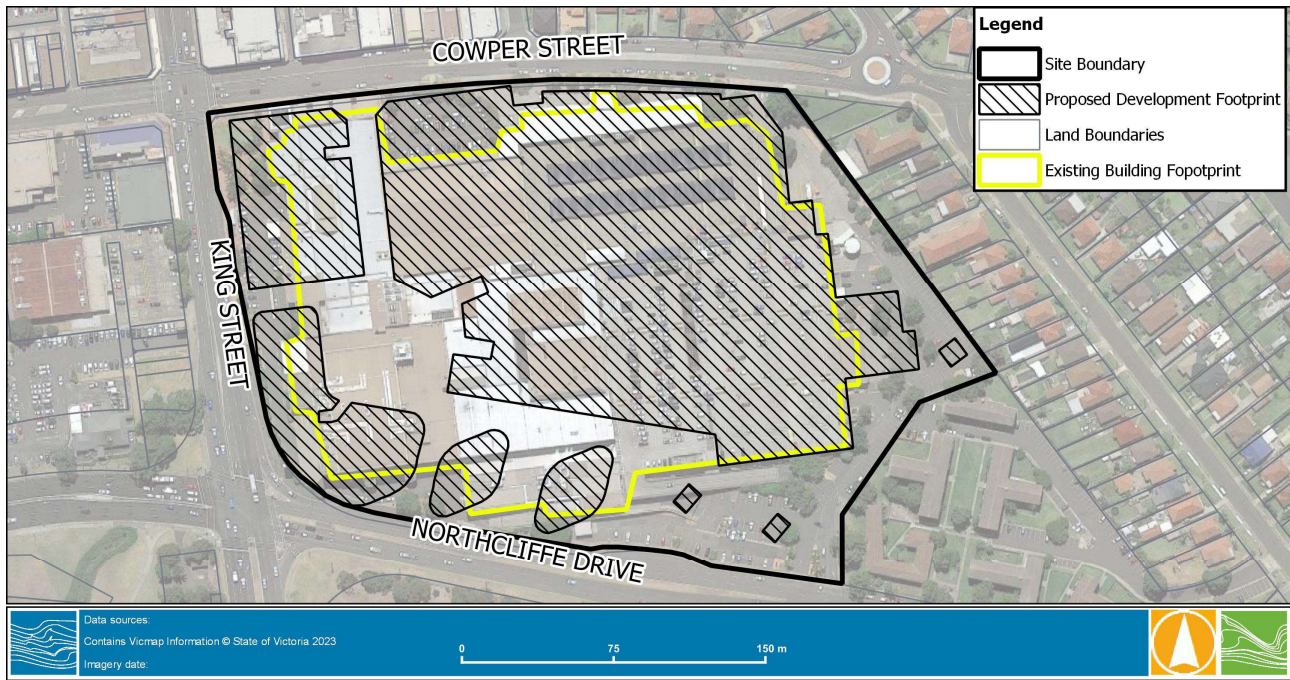 COWPER STREET
KING STREET
NORTHCLIFFE DRIVE
Legend
Site Boundary
Proposed Development Footprint
Land Boundaries
Existing Building Fopotprint
Data sources:
Contains Vicmap Information © State of Victoria 2023
Imagery date:
0 75 150 m